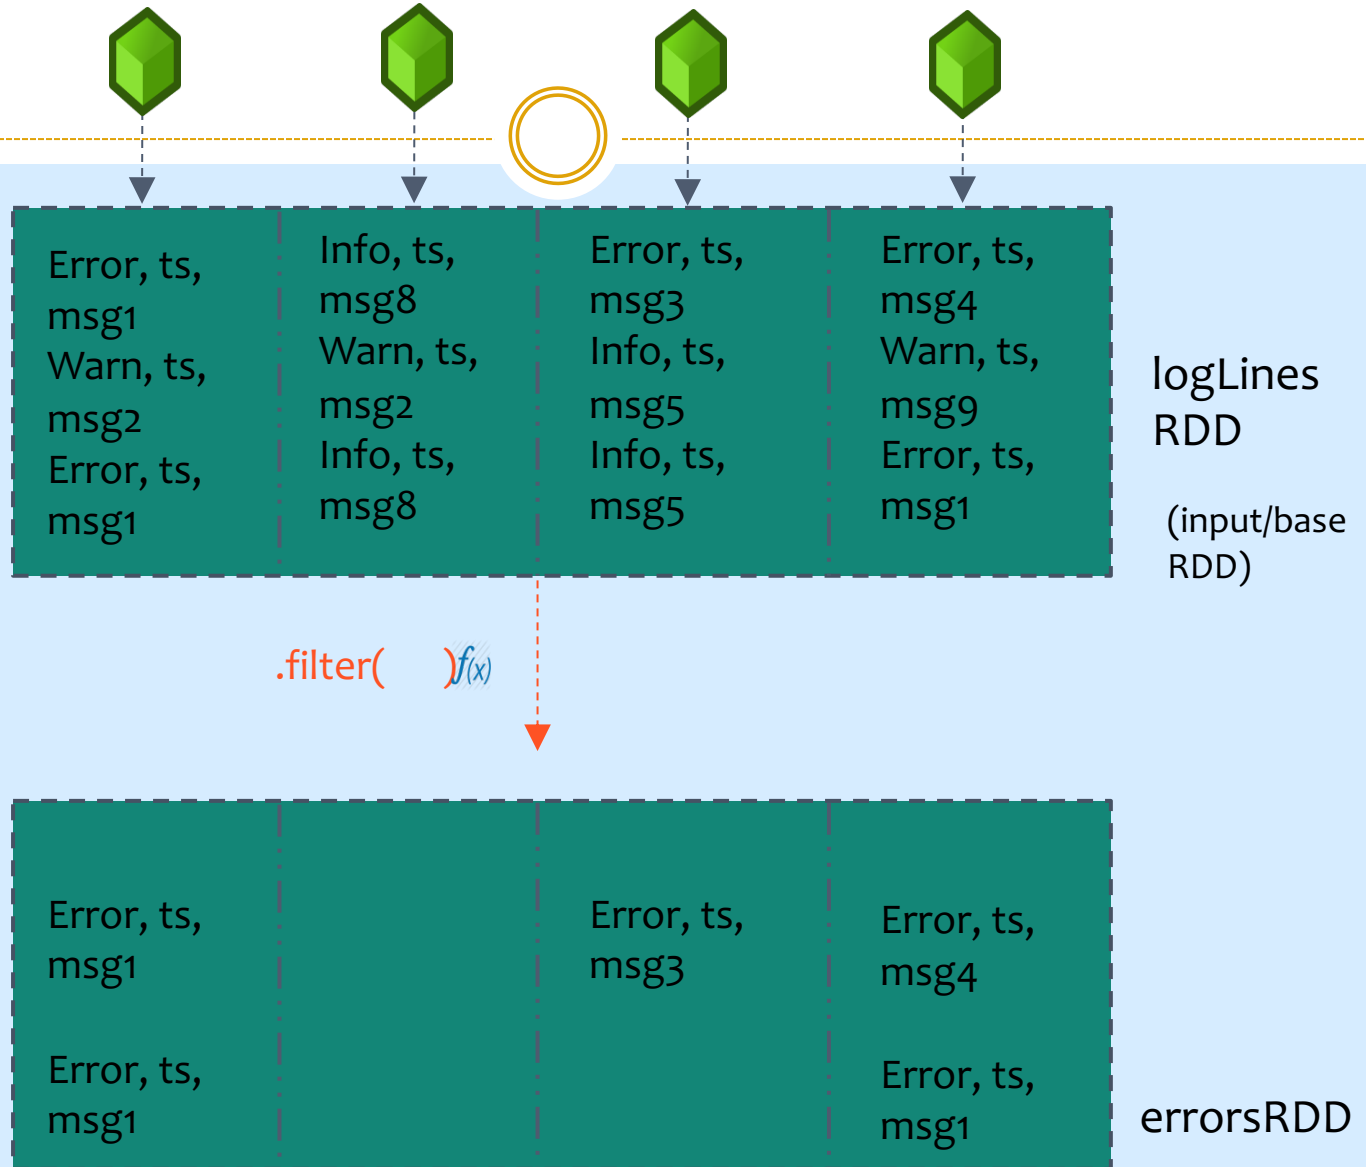 Error, ts,
msg1
Warn, ts,
msg2
Error, ts,
msg1
Info, ts,
msg8
Warn, ts,
msg2
Info, ts,
msg8
Error, ts,
msg3
Info, ts,
msg5
Info, ts,
msg5
Error, ts,
msg4
Warn, ts,
msg9
Error, ts,
msg1
logLines
RDD
(input/base
RDD)
.filter( )f(x)
Error, ts,
msg1
Error, ts,
msg1
Error, ts,
msg3
Error, ts,
msg4
Error, ts,
msg1
errorsRDD